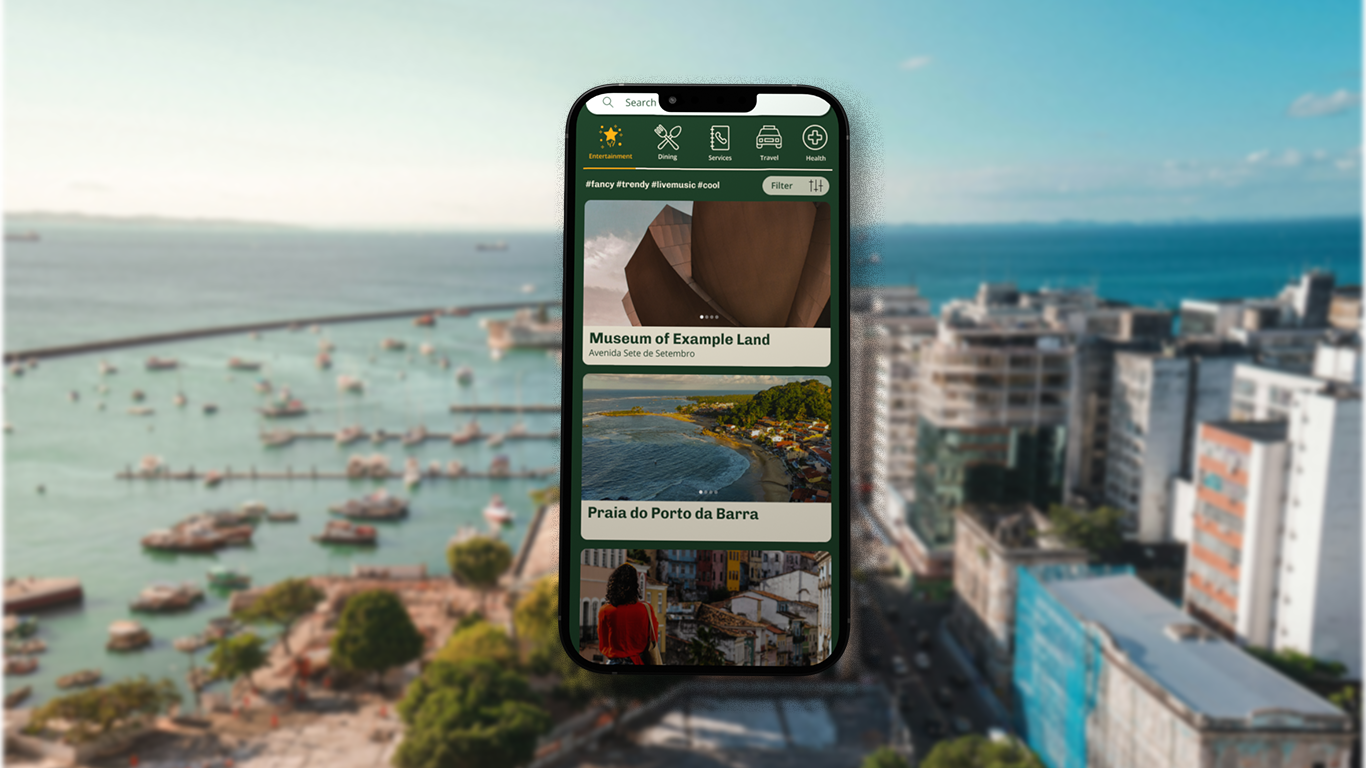 Search
Entertainment
Dining
Services
Travel
Health
#fancy #trendy #livemusic #cool
Filter
Museum of Example Land
Avenida Sete de Setembro
Praia do Porto da Barra